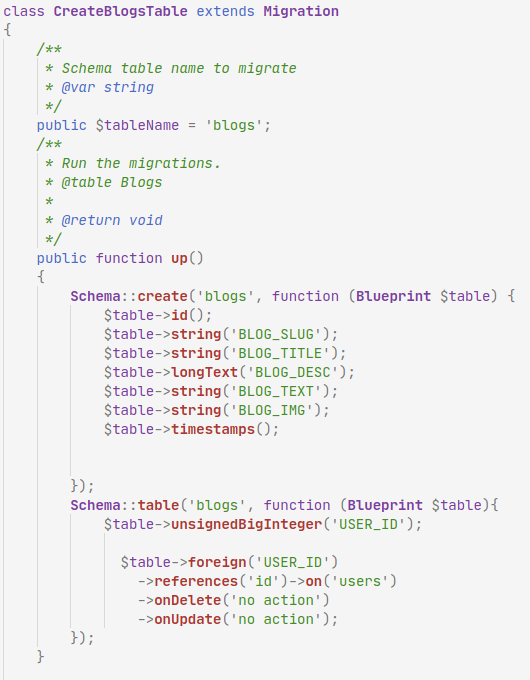 class CreateBlogsTable extends Migration
{
    /**
     * Schema table name to migrate
     * @var string
     */
    public $tableName = 'blogs';
    /**
     * Run the migrations.
     * @table Blogs
     *
     * @return void
     */
    public function up()
    {
        Schema::create('blogs', function (Blueprint $table) {
            $table->id();
            $table->string('BLOG_SLUG');
            $table->string('BLOG_TITLE');
            $table->longText('BLOG_DESC');
            $table->string('BLOG_TEXT');
            $table->string('BLOG_IMG');
            $table->timestamps();
        });
        Schema::table('blogs', function (Blueprint $table){
            $table->unsignedBigInteger('USER_ID');
              $table->foreign('USER_ID')
                ->references('id')->on('users')
                ->onDelete('no action')
                ->onUpdate('no action');
        });
    }